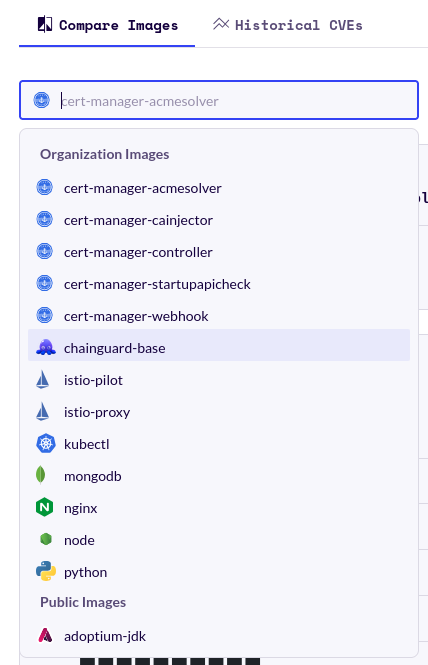 Compare Images
Historical CVEs
cert-manager-acmesolver
Organization Images
cert-manager-acmesolver
cert-manager-cainjector
cert-manager-controller
cert-manager-startupapicheck
cert-manager-webhook
chainguard-base
istio-pilot
istio-proxy
kubectl
mongodb
nginx
node
python
Public Images
adoptium-jdk